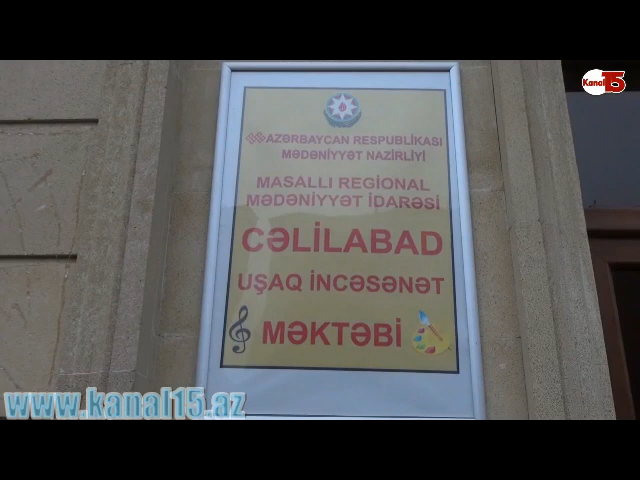 Kanal 15
AZƏRBAYCAN RESPUBLİKASI
MƏDƏNİYYƏT NAZİRLİYİ
MASALLI REGIONAL
MƏDƏNİYYƏT İDARƏSİ
CƏLİLABAD
UŞAQ İNCƏSƏNƏT
MƏKTƏBİ
www.kanal15.az